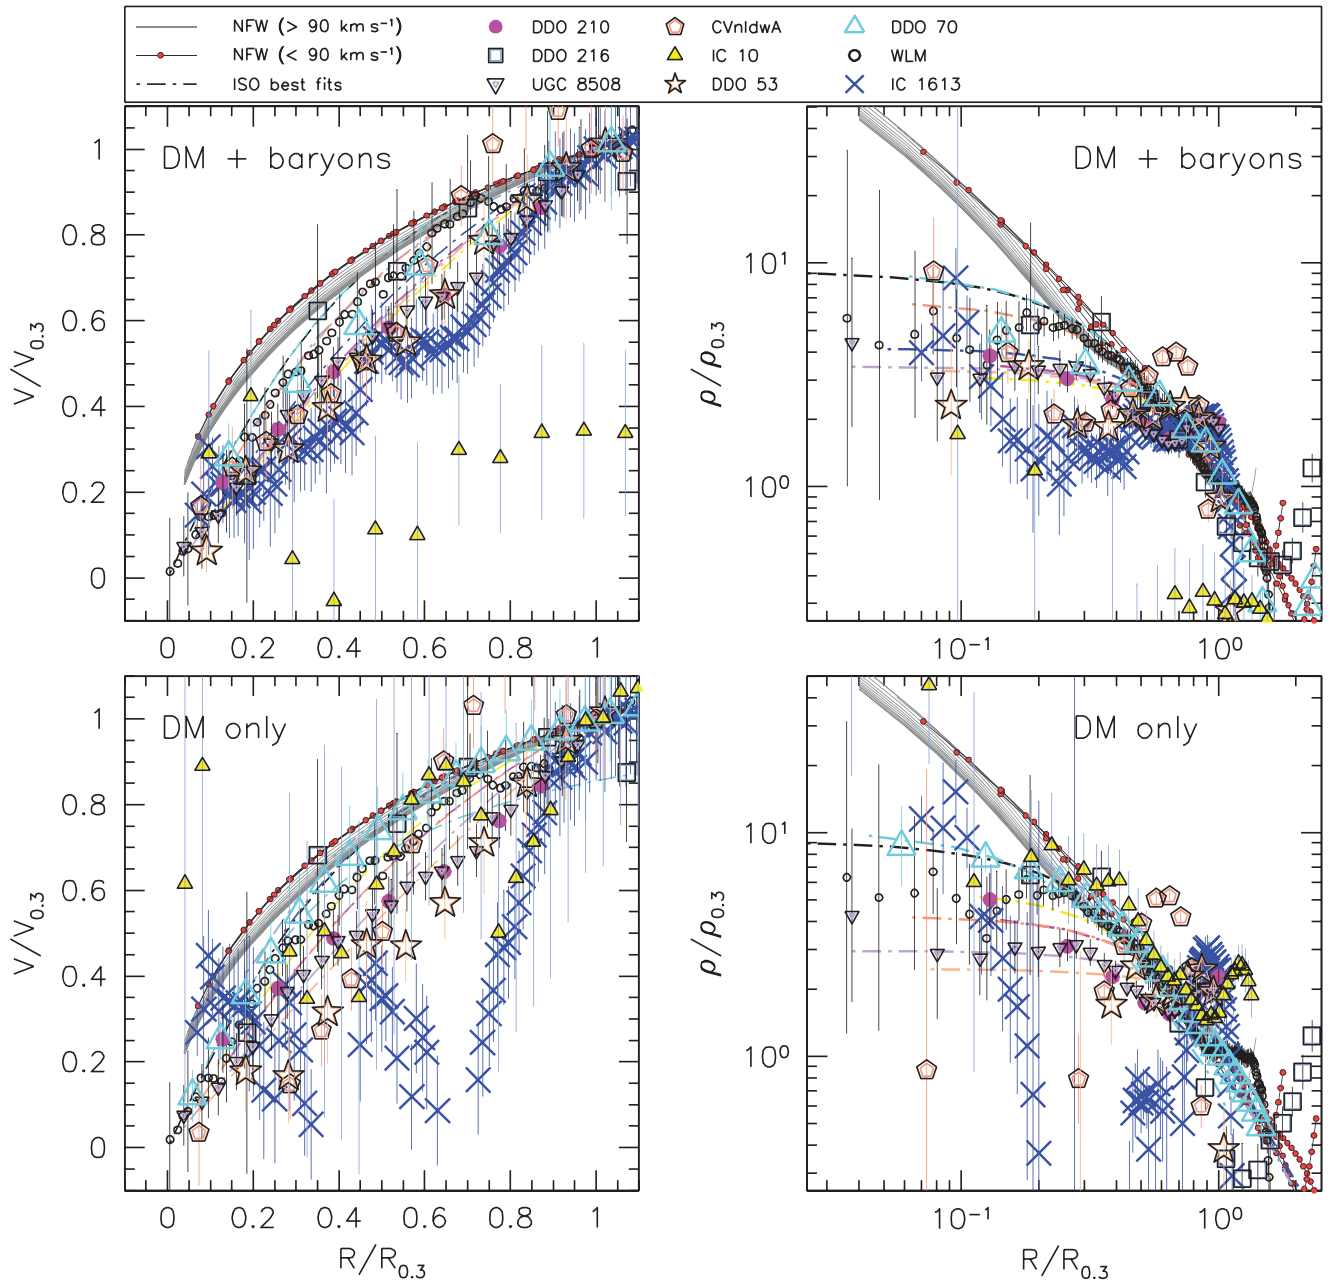 NFW (> 90 km s⁻¹)
NFW (< 90 km s⁻¹)
ISO best fits
DDO 210
DDO 216
UGC 8508
CVnIdwA
IC 10
DDO 53
DDO 70
WLM
IC 1613
DM + baryons
V/V0.3
1
0.8
0.6
0.4
0.2
0
0 0.2 0.4 0.6 0.8 1
DM + baryons
ρ/ρ0.3
10¹
10⁰
10⁻¹ 10⁰
DM only
V/V0.3
1
0.8
0.6
0.4
0.2
0
0 0.2 0.4 0.6 0.8 1
R/R0.3
DM only
ρ/ρ0.3
10¹
10⁰
10⁻¹ 10⁰
R/R0.3